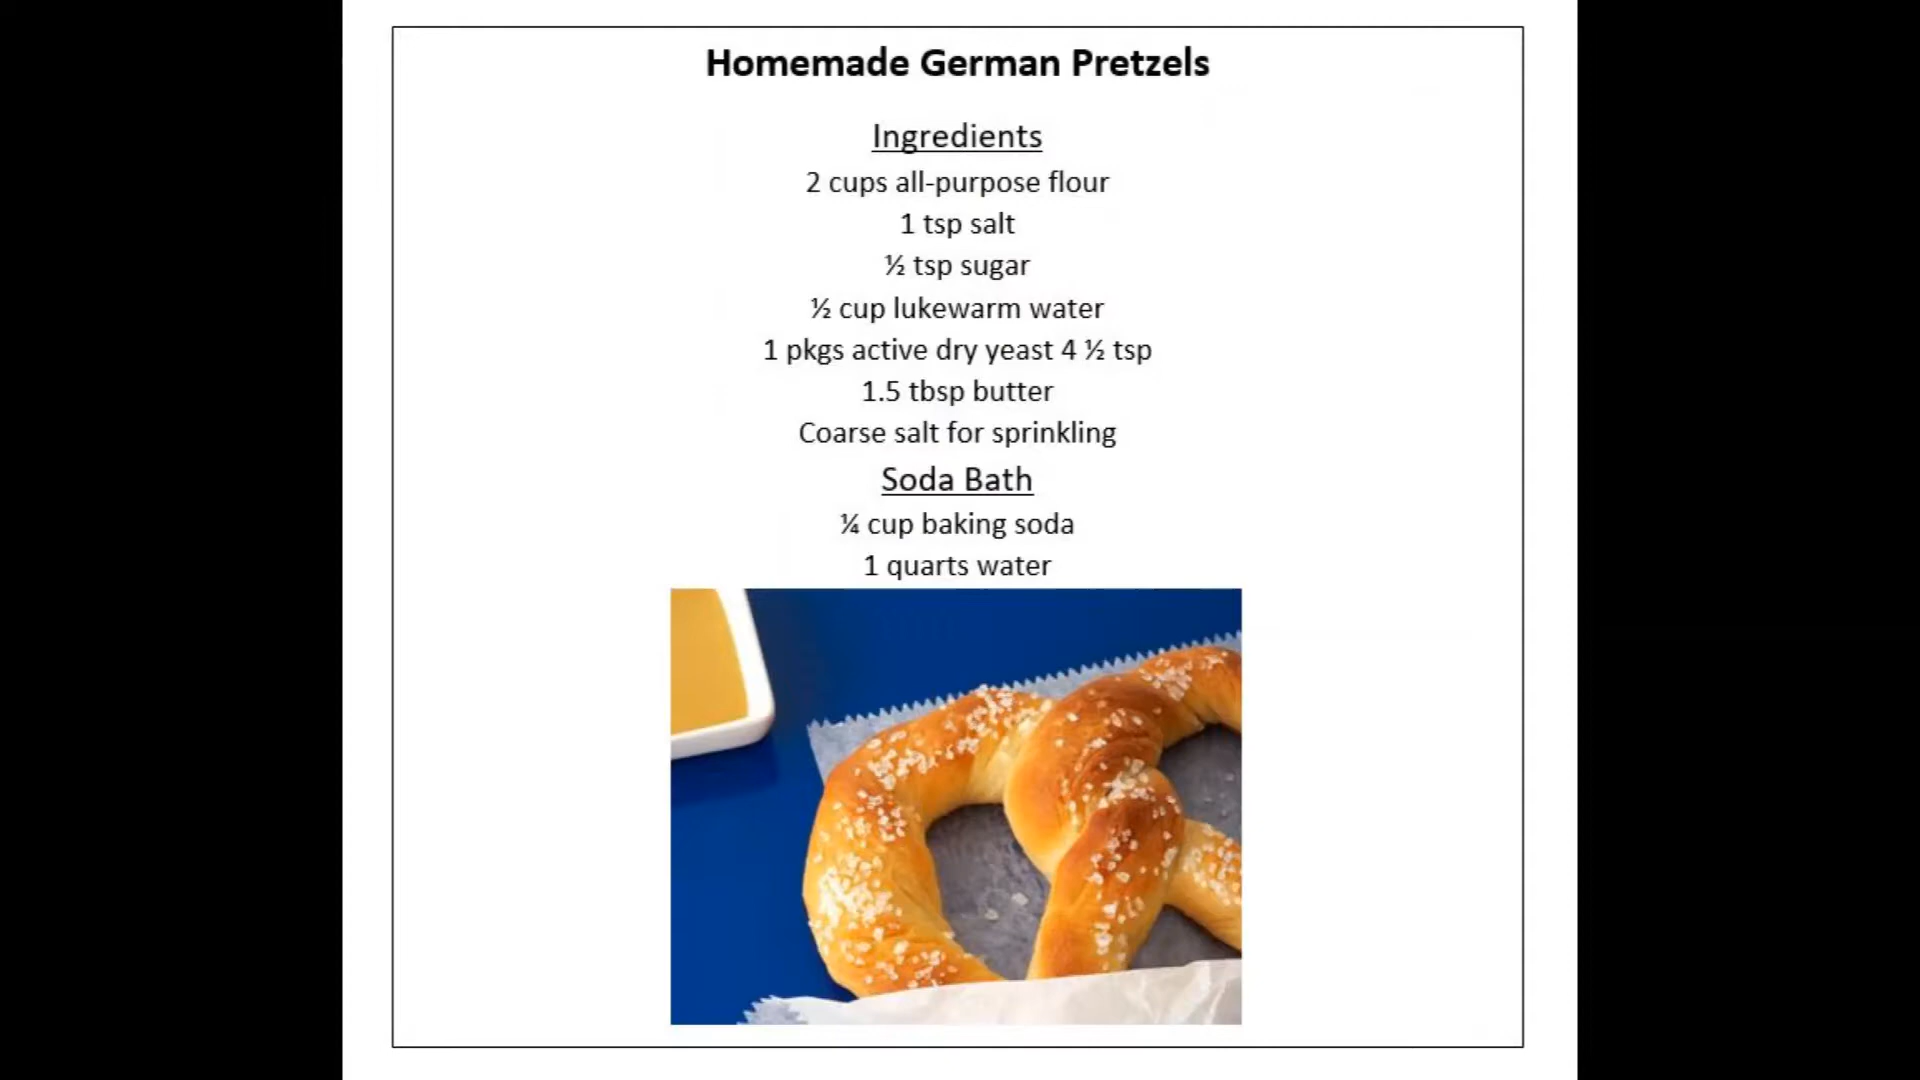 Homemade German Pretzels
Ingredients
2 cups all-purpose flour
1 tsp salt
½ tsp sugar
½ cup lukewarm water
1 pkgs active dry yeast 4 ½ tsp
1.5 tbsp butter
Coarse salt for sprinkling
Soda Bath
¼ cup baking soda
1 quarts water